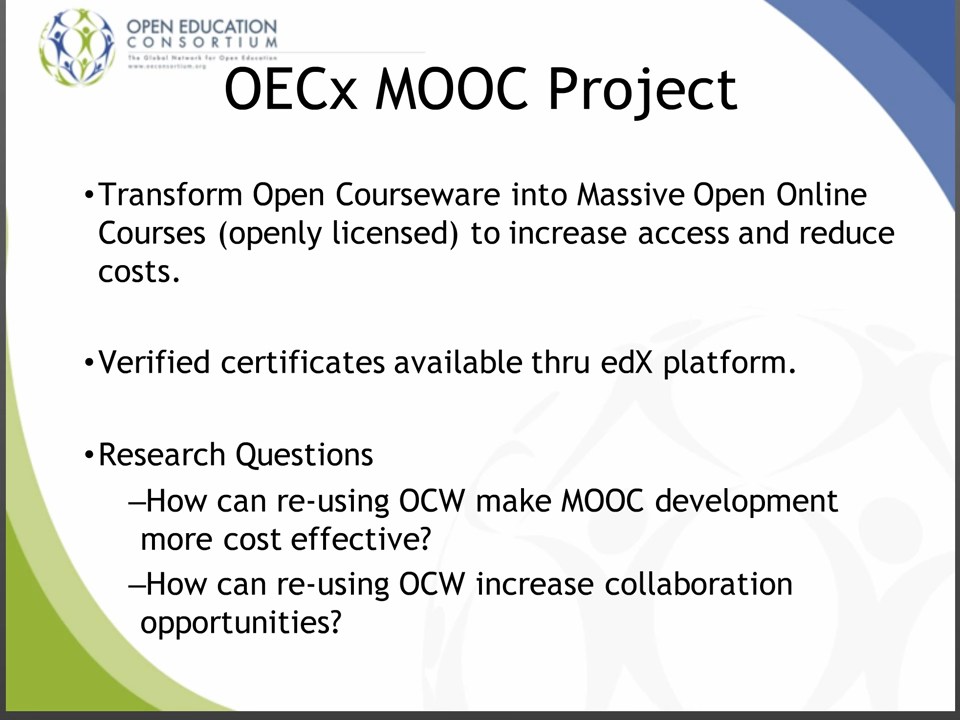 OPEN EDUCATION
CONSORTIUM
The Global Network for Open Education
www.oeconsortium.org
OECx MOOC Project
•Transform Open Courseware into Massive Open Online
Courses (openly licensed) to increase access and reduce
costs.
•Verified certificates available thru edX platform.
•Research Questions
–How can re-using OCW make MOOC development
more cost effective?
–How can re-using OCW increase collaboration
opportunities?